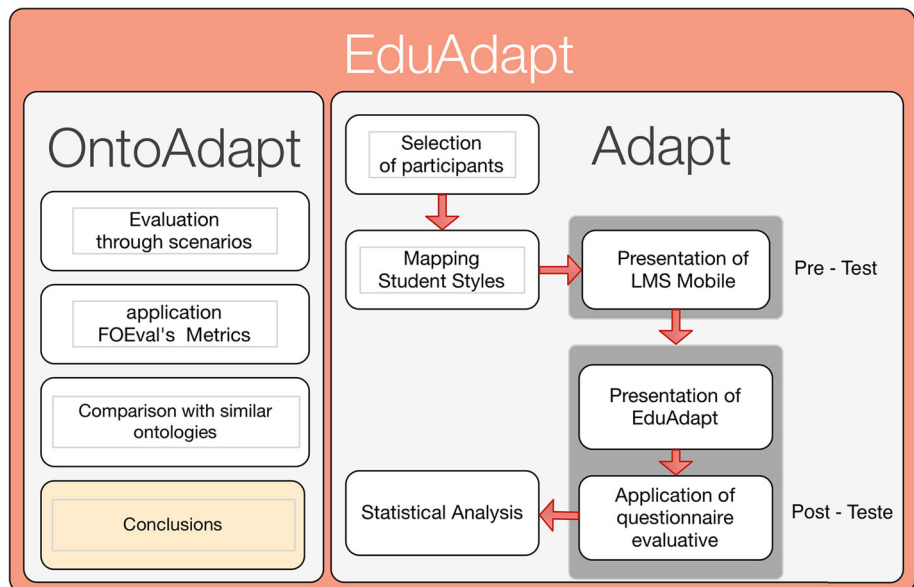 EduAdapt
OntoAdapt
Evaluation
through scenarios
application
FOEval's Metrics
Comparison with similar
ontologies
Conclusions
Adapt
Selection
of participants
Mapping
Student Styles
Presentation of
LMS Mobile
Pre - Test
Presentation of
EduAdapt
Application of
questionnaire
evaluative
Post - Teste
Statistical Analysis